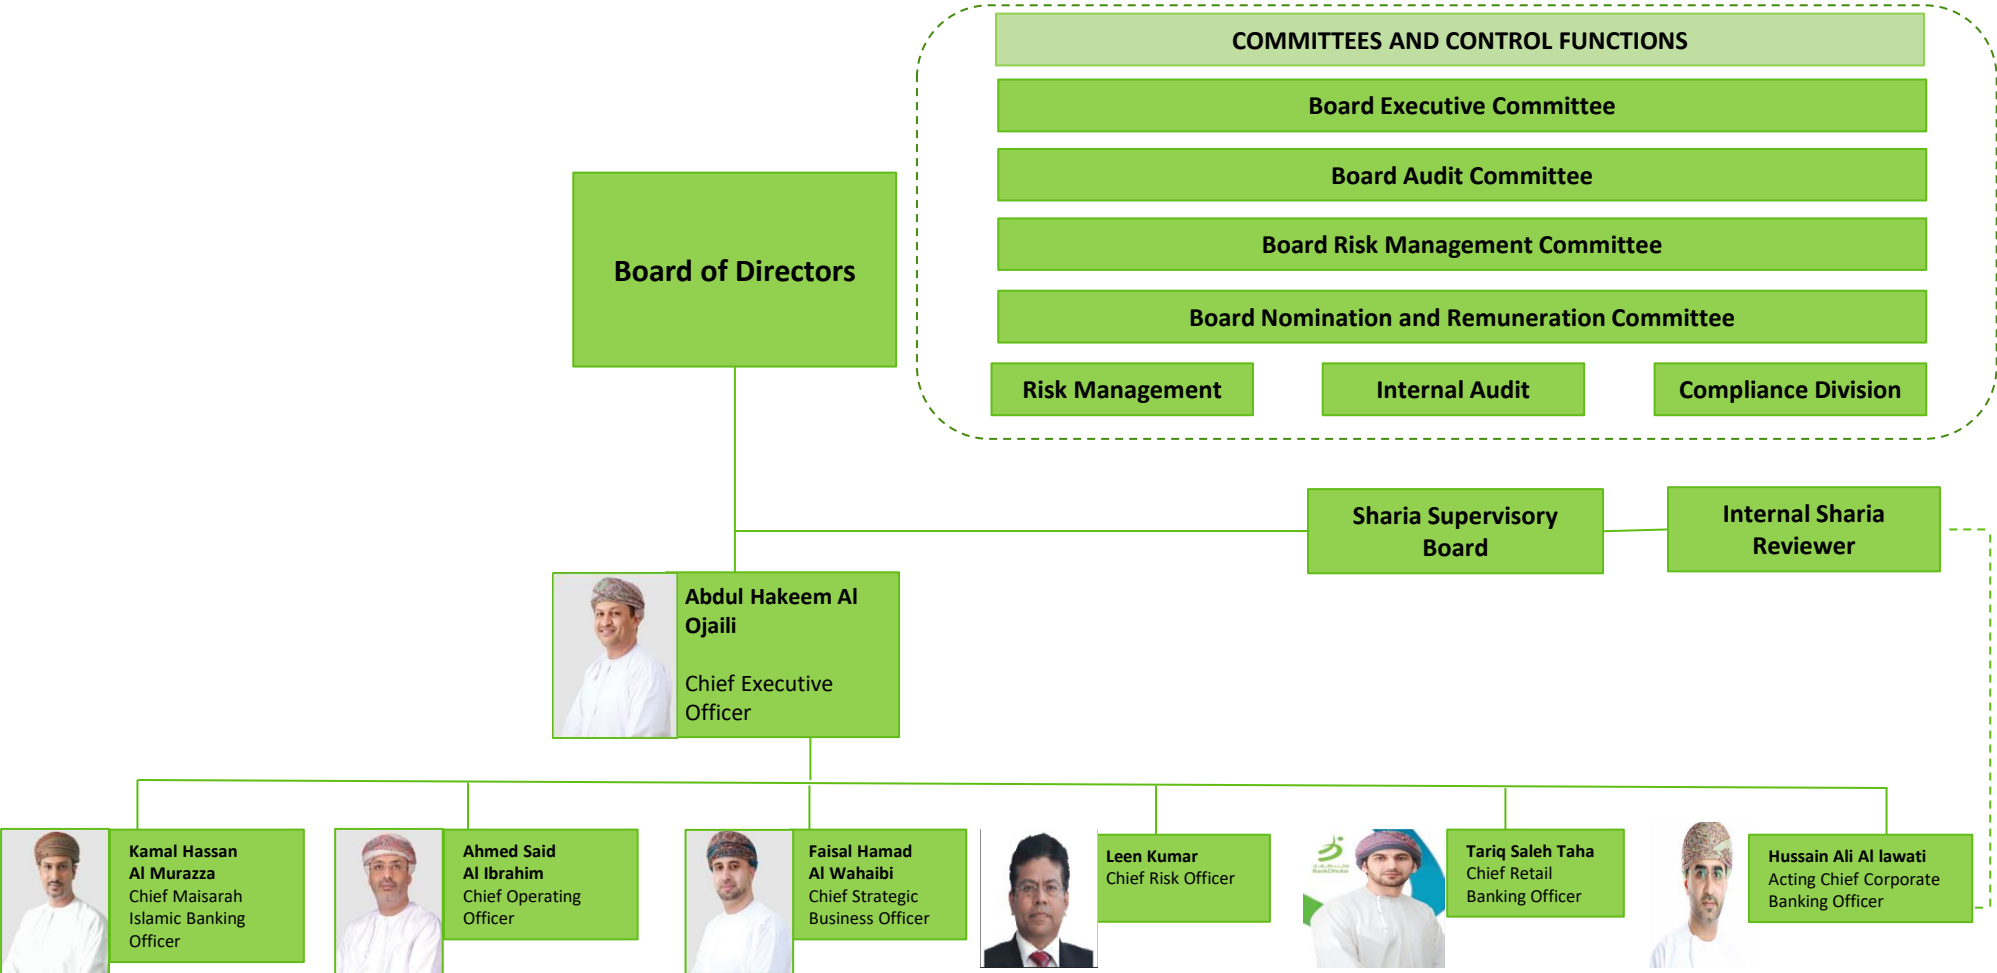 COMMITTEES AND CONTROL FUNCTIONS
Board Executive Committee
Board Audit Committee
Board Risk Management Committee
Board Nomination and Remuneration Committee
Risk Management
Internal Audit
Compliance Division
Board of Directors
Sharia Supervisory
Board
Internal Sharia
Reviewer
Abdul Hakeem Al
Ojaili
Chief Executive
Officer
Kamal Hassan
Al Murazza
Chief Maisarah
Islamic Banking
Officer
Ahmed Said
Al Ibrahim
Chief Operating
Officer
Faisal Hamad
Al Wahaibi
Chief Strategic
Business Officer
Leen Kumar
Chief Risk Officer
BankDhofar
Tariq Saleh Taha
Chief Retail
Banking Officer
Hussain Ali Al lawati
Acting Chief Corporate
Banking Officer